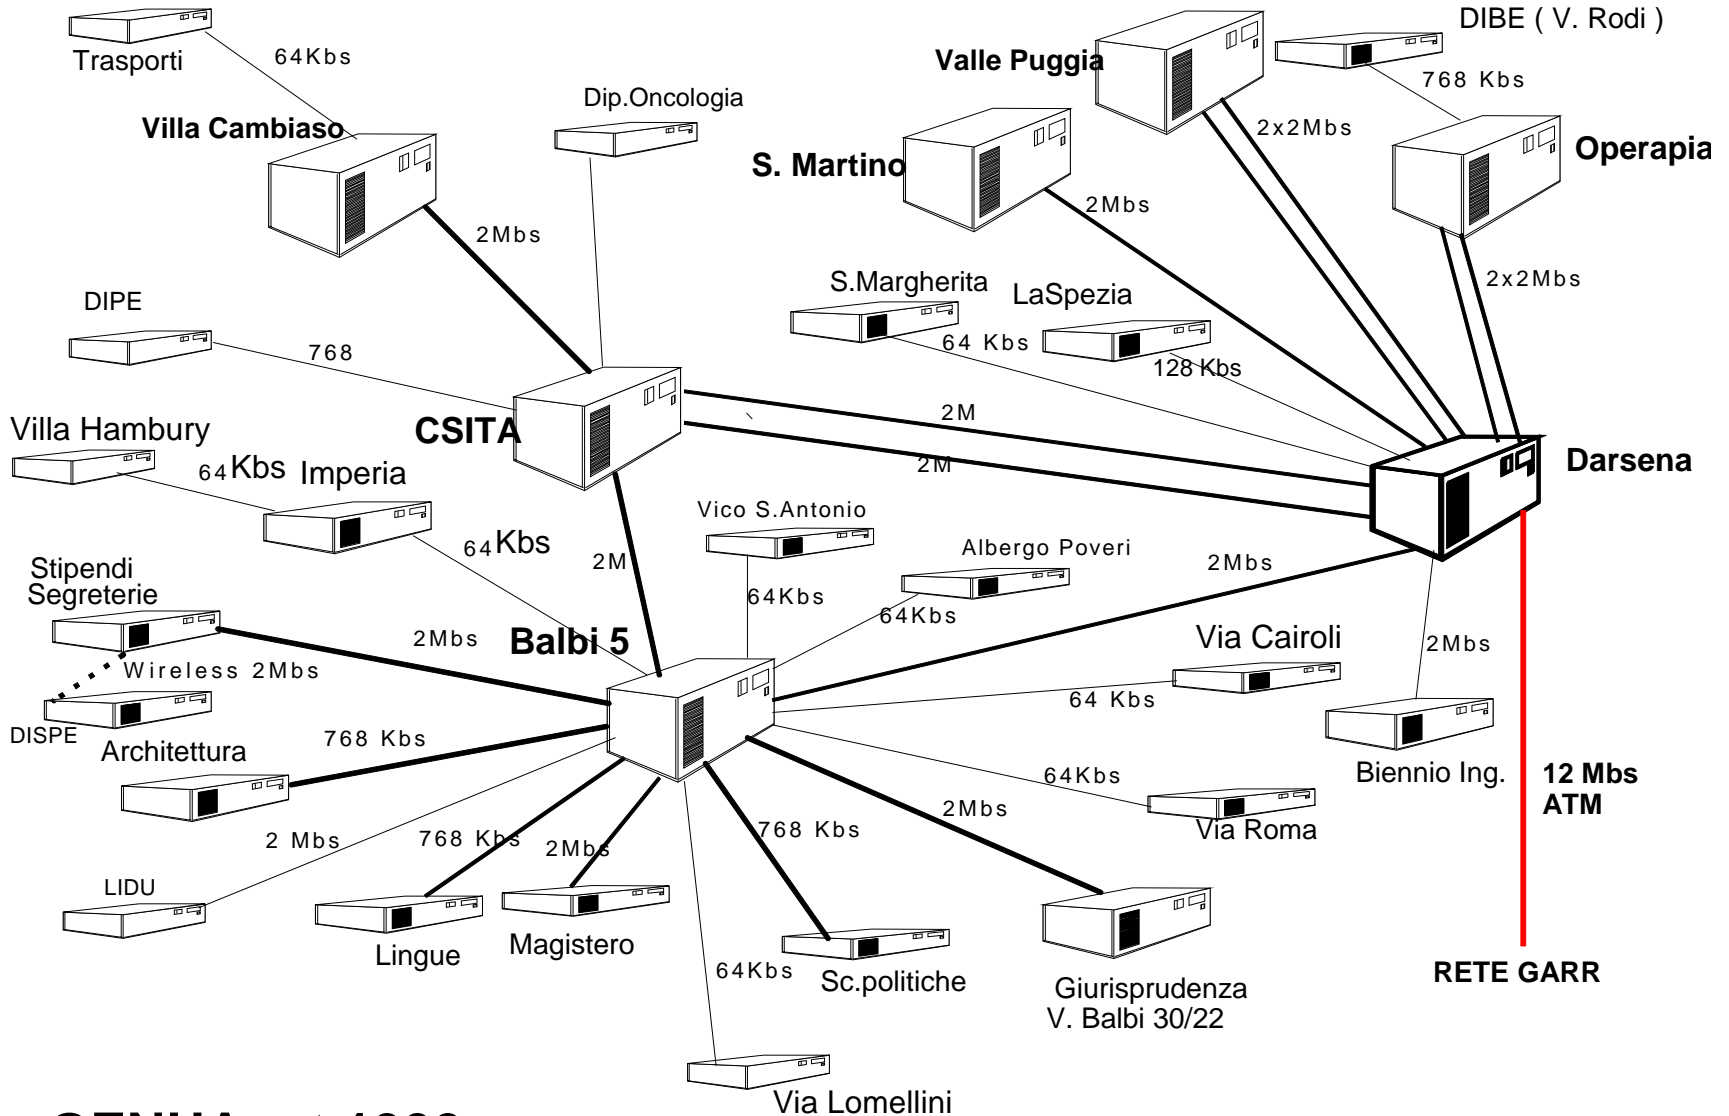 DIBE ( V. Rodi )
Trasporti
64Kbs
Valle Puggia
768 Kbs
Dip.Oncologia
Villa Cambiaso
2x2Mbs
Operapia
S. Martino
2Mbs
2Mbs
S.Margherita
LaSpezia
2x2Mbs
DIPE
768
64 Kbs
128 Kbs
2M
Villa Hambury
CSITA
2M
Darsena
64Kbs
Imperia
Vico S.Antonio
64Kbs
2M
Albergo Poveri
2Mbs
Stipendi
Segreterie
64Kbs
64Kbs
2Mbs
Balbi 5
Via Cairoli
2Mbs
Wireless 2Mbs
64 Kbs
DISPE
Architettura
768 Kbs
64Kbs
Biennio Ing.
12 Mbs
ATM
2 Mbs
768 Kbs
2Mbs
768 Kbs
2Mbs
Via Roma
LIDU
Lingue
Magistero
64Kbs
Sc.politiche
RETE GARR
Giurisprudenza
V. Balbi 30/22
Via Lomellini